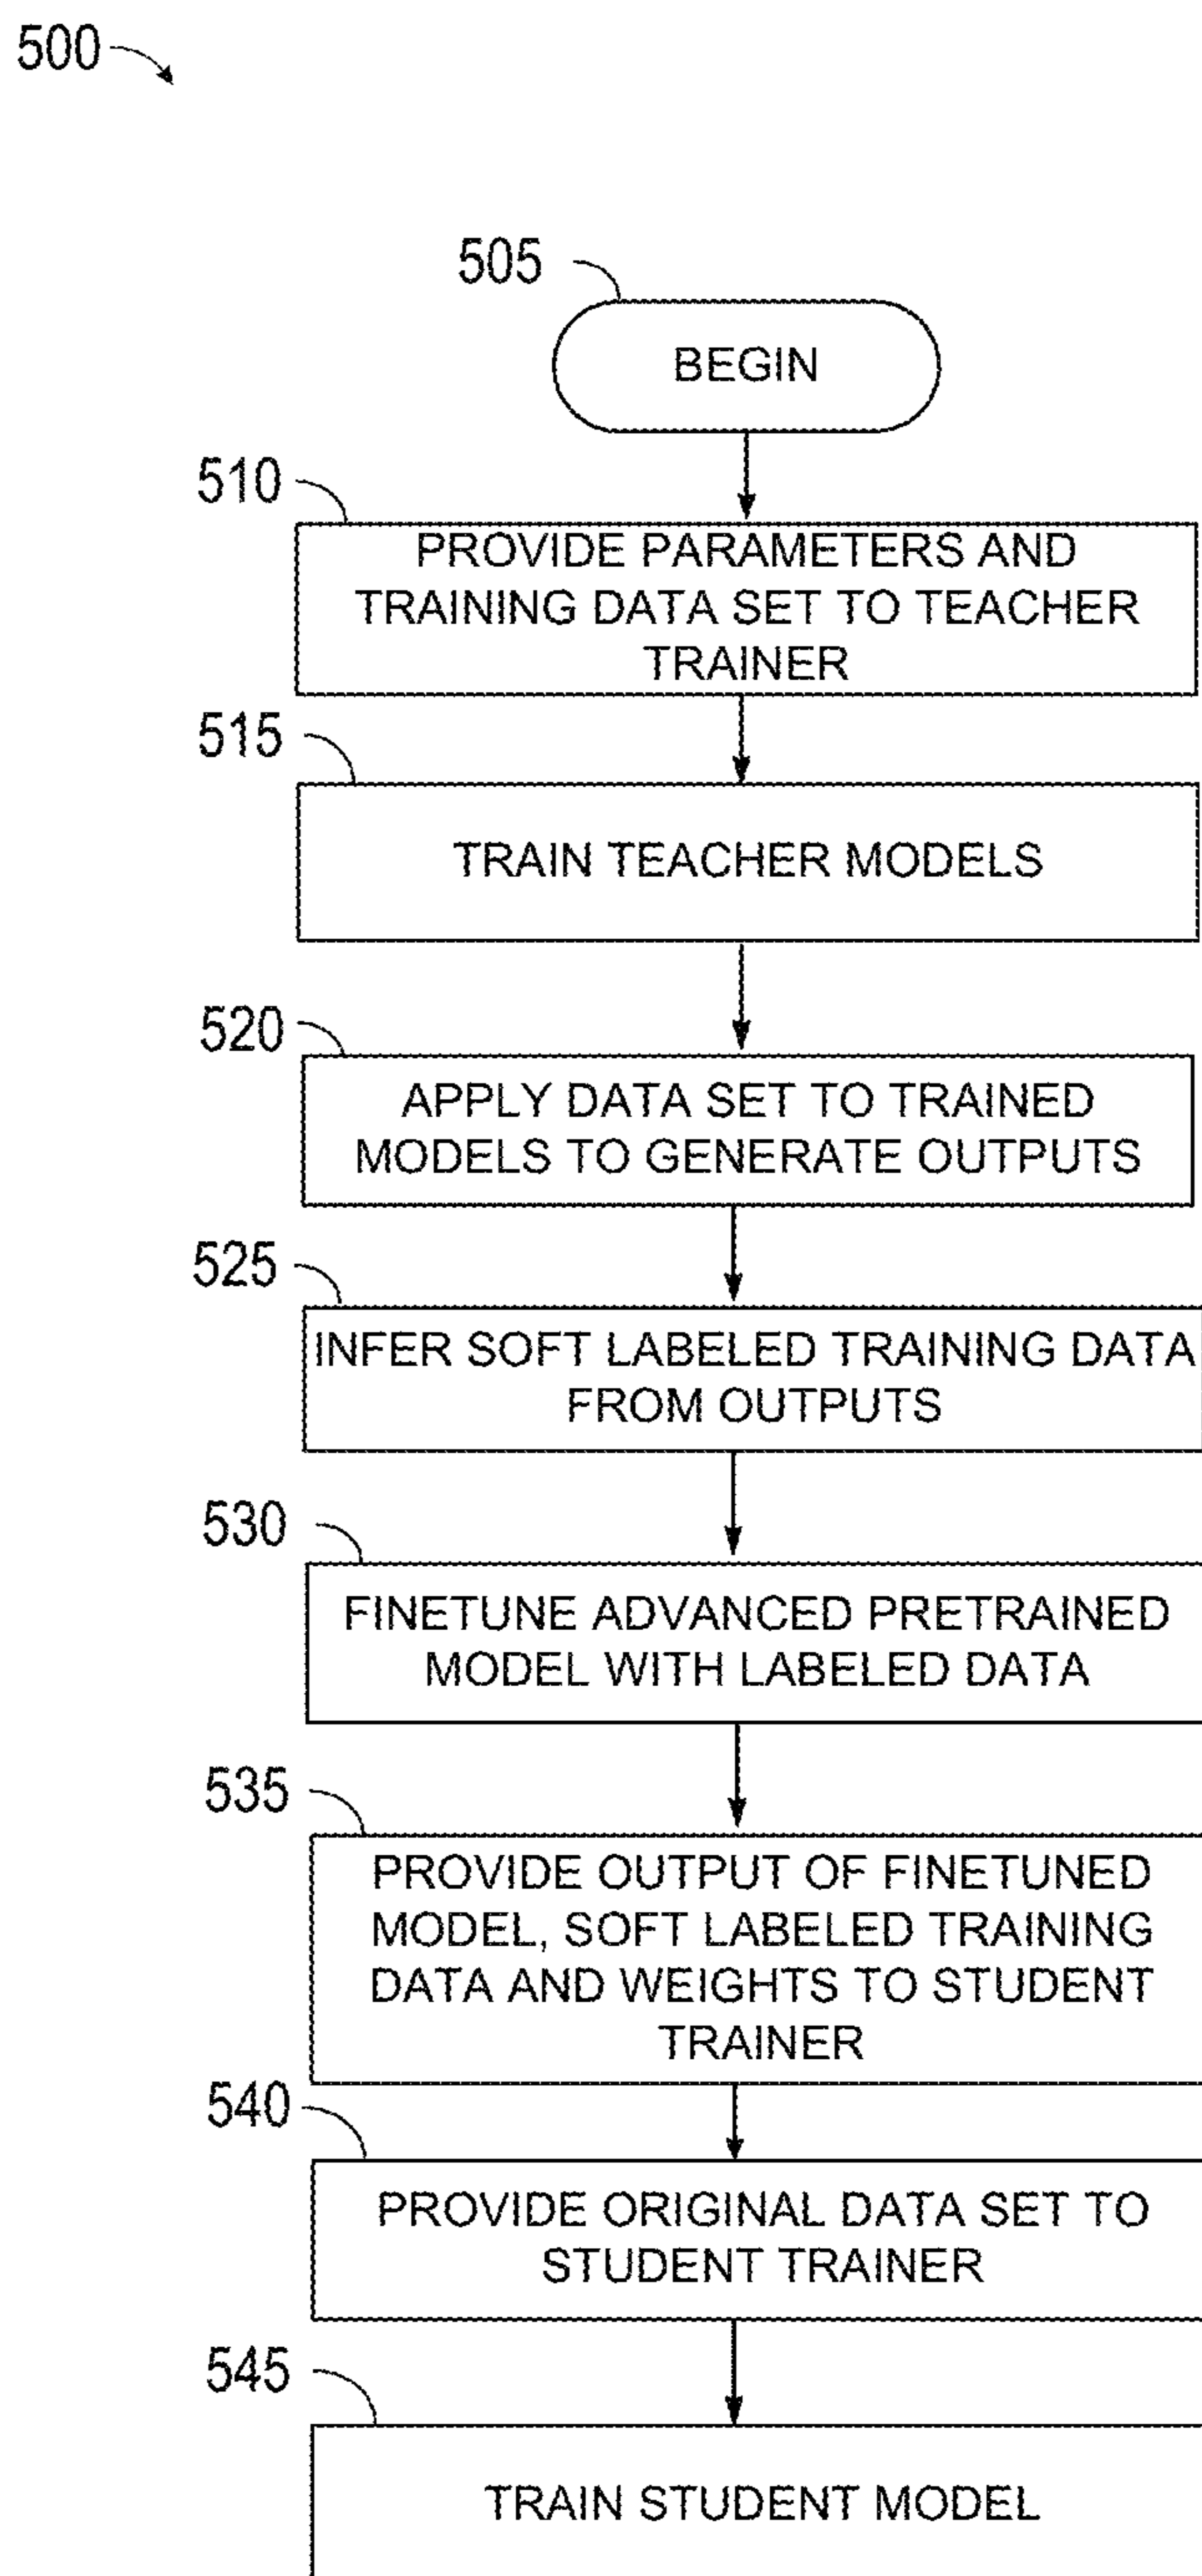 500
505
BEGIN
510
PROVIDE PARAMETERS AND
TRAINING DATA SET TO TEACHER
TRAINER
515
TRAIN TEACHER MODELS
520
APPLY DATA SET TO TRAINED
MODELS TO GENERATE OUTPUTS
525
INFER SOFT LABELED TRAINING DATA
FROM OUTPUTS
530
FINETUNE ADVANCED PRETRAINED
MODEL WITH LABELED DATA
535
PROVIDE OUTPUT OF FINETUNED
MODEL, SOFT LABELED TRAINING
DATA AND WEIGHTS TO STUDENT
TRAINER
540
PROVIDE ORIGINAL DATA SET TO
STUDENT TRAINER
545
TRAIN STUDENT MODEL